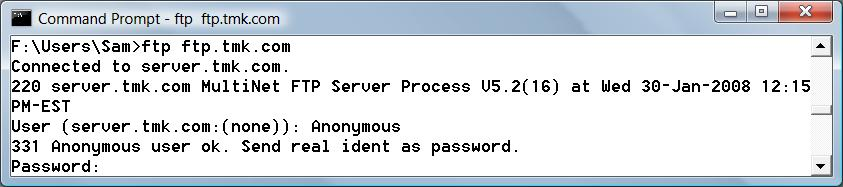 Command Prompt - ftp  ftp.tmk.com
F:\Users\Sam>ftp ftp.tmk.com
Connected to server.tmk.com.
220 server.tmk.com MultiNet FTP Server Process V5.2(16) at Wed 30-Jan-2008 12:15
PM-EST
User (server.tmk.com:(none)): Anonymous
331 Anonymous user ok. Send real ident as password.
Password: